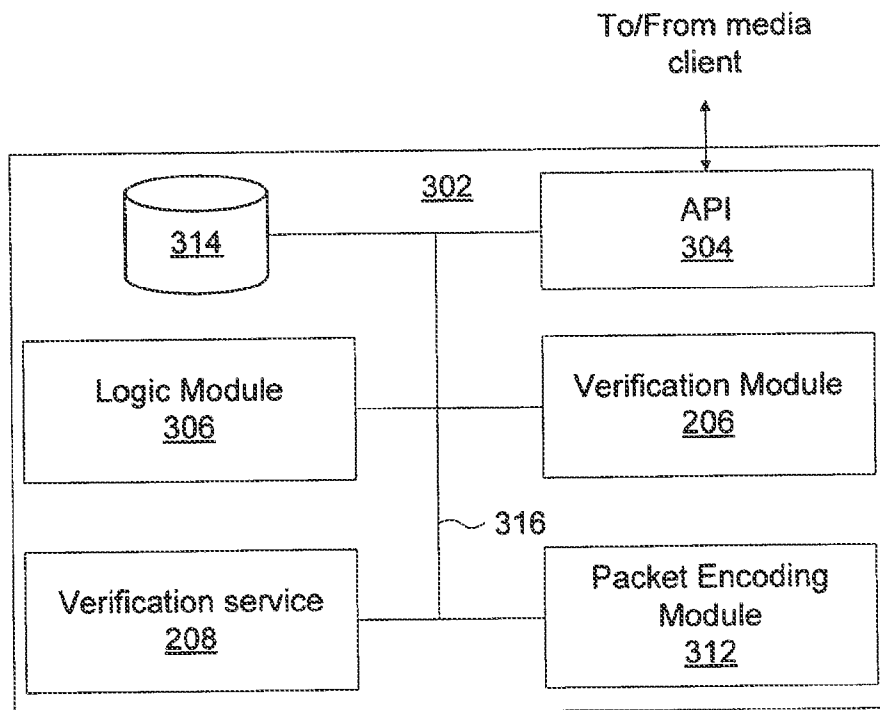 To/From media
client
302
314
API
304
Logic Module
306
Verification Module
206
316
Verification service
208
Packet Encoding
Module
312